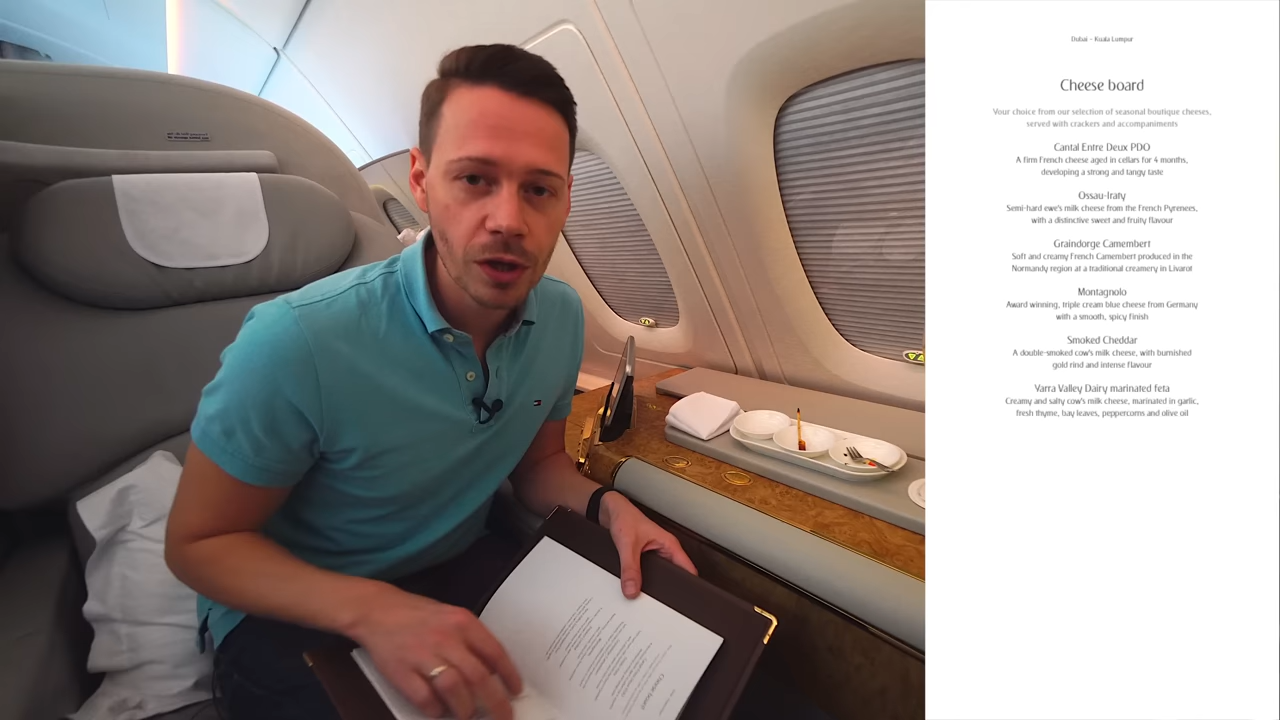 Dubai – Kuala Lumpur
Cheese board
Your choice from our selection of seasonal boutique cheeses,
served with crackers and accompaniments
Cantal Entre Deux PDO
A firm French cheese aged in cellars for 4 months,
developing a strong and tangy taste
Ossau-Iraty
Semi-hard ewe's milk cheese from the French Pyrenees,
with a distinctive sweet and fruity flavour
Graindorge Camembert
Soft and creamy French Camembert produced in the
Normandy region at a traditional creamery in Livarot
Montagnolo
Award winning, triple cream blue cheese from Germany
with a smooth, spicy finish
Smoked Cheddar
A double-smoked cow's milk cheese, with burnished
gold rind and intense flavour
Yarra Valley Dairy marinated feta
Creamy and salty cow's milk cheese, marinated in garlic,
fresh thyme, bay leaves, peppercorns and olive oil
Cheese board